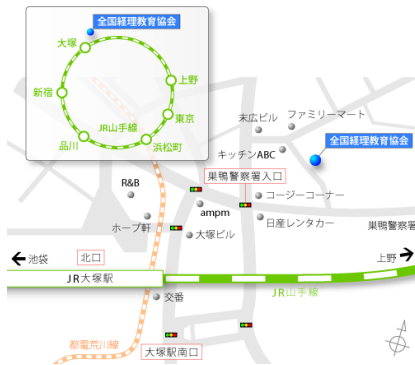 全国経理教育協会
大塚
上野
新宿
東京
JR山手線
品川
浜松町
末広ビル
ファミリーマート
キッチンABC
全国経理教育協会
巣鴨警察署入口
R&B
コージーコーナー
ampm
ホープ軒
日産レンタカー
巣鴨警察署
大塚ビル
池袋
北口
上野
JR大塚駅
JR山手線
交番
都電荒川線
大塚駅南口